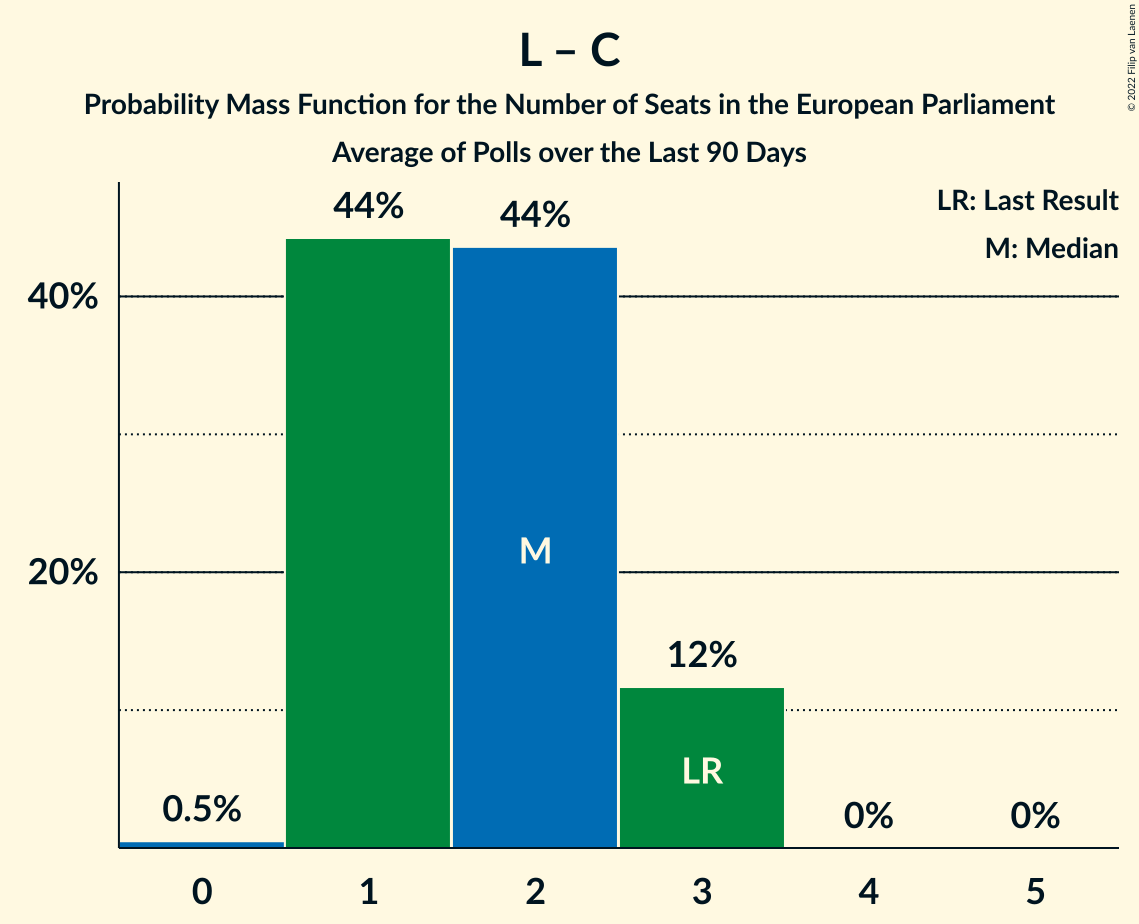 L – C
Probability Mass Function for the Number of Seats in the European Parliament
Average of Polls over the Last 90 Days
© 2022 Filip van Laenen
LR: Last Result
M: Median
44%
44%
40%
M
20%
12%
LR
0.5%
0%
0%
0 1 2 3 4 5